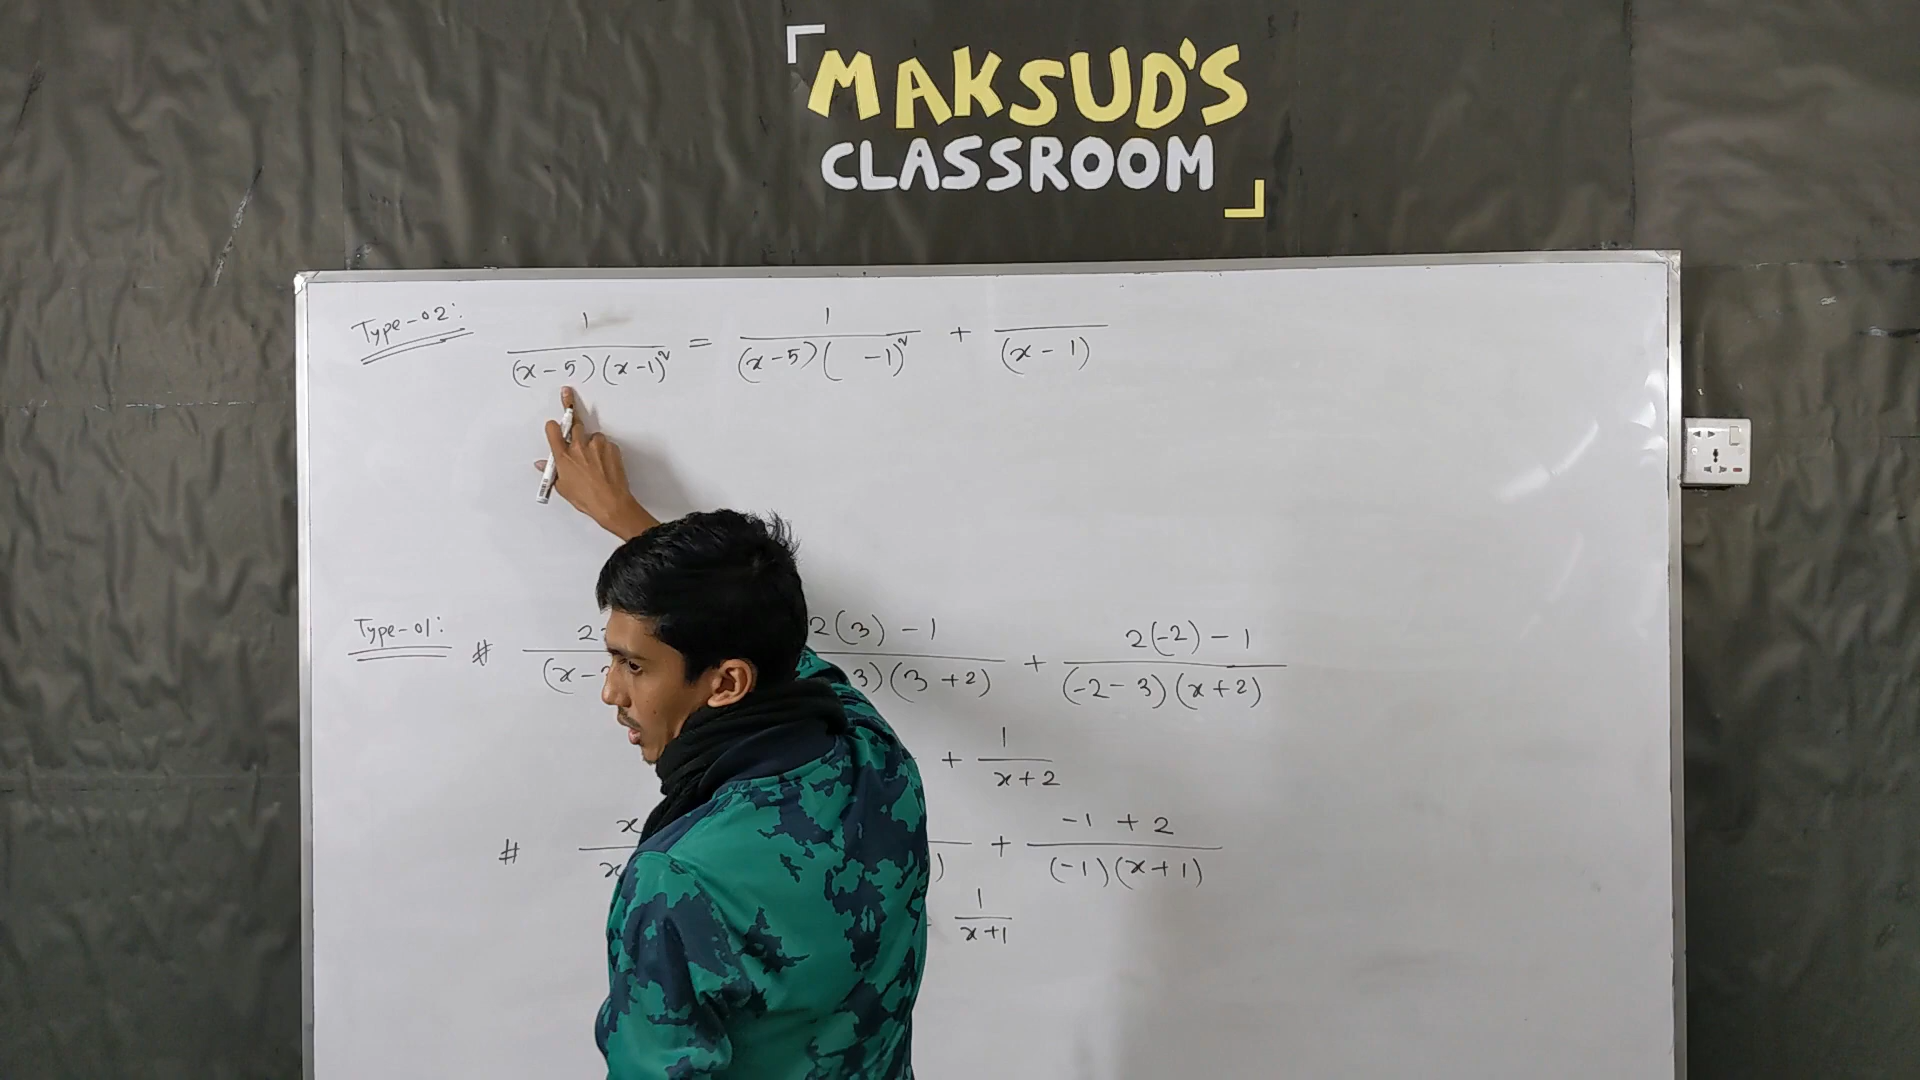 MAKSUD'S
CLASSROOM
Type-02: 1/((x-5)(x-1)²) = 1/((x-5)(  -1)²) + /(x-1)
Type-01: # 2 /(x- 2(3)-1 / 3)(3+2) + 2(-2)-1 / (-2-3)(x+2)
+ 1/(x+2)
# x / x ) + -1+2 / (-1)(x+1)
1/(x+1)